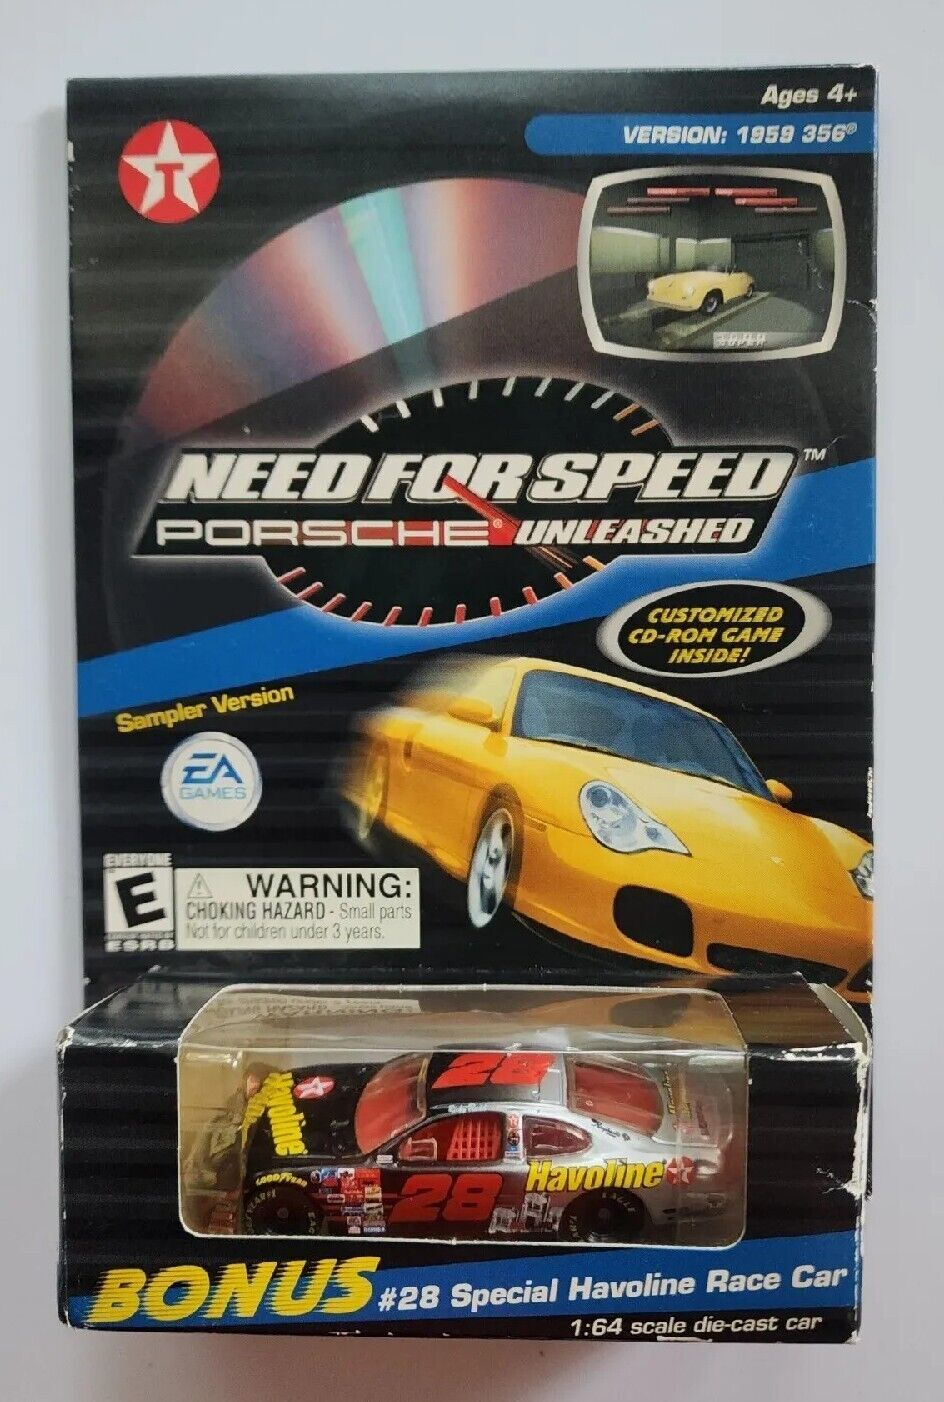 Ages 4+
VERSION: 1959 356®
T
NEED FOR SPEED™
PORSCHE® UNLEASHED
CUSTOMIZED
CD-ROM GAME
INSIDE!
Sampler Version
EA
GAMES
EVERYONE
E
ESRB
WARNING:
CHOKING HAZARD - Small parts
Not for children under 3 years.
28
Havoline
GOODYEAR
Havoline
28
BONUS #28 Special Havoline Race Car
1:64 scale die-cast car